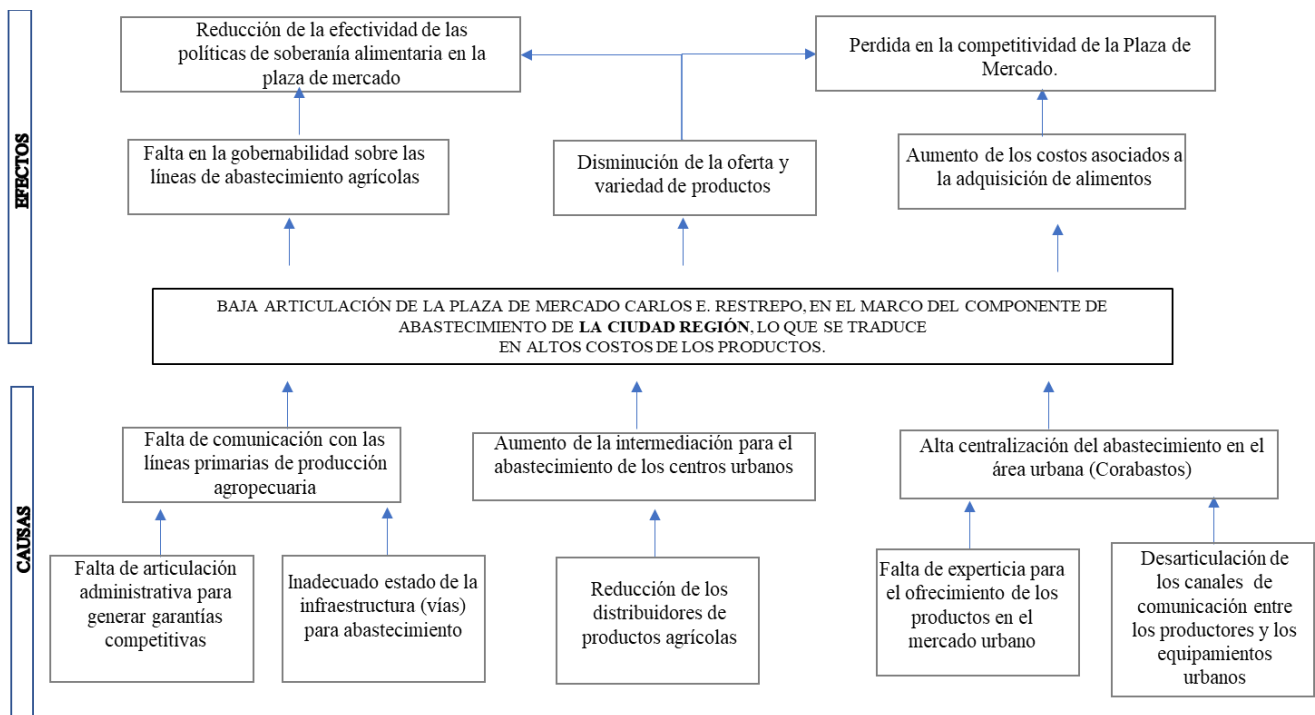 EFECTOS
Reducción de la efectividad de las
políticas de soberanía alimentaria en la
plaza de mercado
Perdida en la competitividad de la Plaza de
Mercado.
Falta en la gobernabilidad sobre las
líneas de abastecimiento agrícolas
Disminución de la oferta y
variedad de productos
Aumento de los costos asociados a
la adquisición de alimentos
BAJA ARTICULACIÓN DE LA PLAZA DE MERCADO CARLOS E. RESTREPO, EN EL MARCO DEL COMPONENTE DE
ABASTECIMIENTO DE LA CIUDAD REGIÓN, LO QUE SE TRADUCE
EN ALTOS COSTOS DE LOS PRODUCTOS.
CAUSAS
Falta de comunicación con las
líneas primarias de producción
agropecuaria
Aumento de la intermediación para el
abastecimiento de los centros urbanos
Alta centralización del abastecimiento en el
área urbana (Corabastos)
Falta de articulación
administrativa para
generar garantías
competitivas
Inadecuado estado de la
infraestructura (vías)
para abastecimiento
Reducción de los
distribuidores de
productos agrícolas
Falta de experticia para
el ofrecimiento de los
productos en el
mercado urbano
Desarticulación de
los canales de
comunicación entre
los productores y los
equipamientos
urbanos